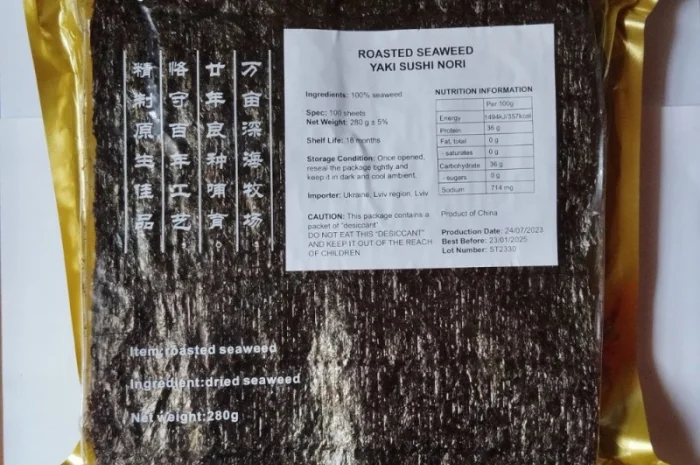 万亩深海牧场
廿年良种哺育。
恪守百年工艺
精制原生佳品
ROASTED SEAWEED
YAKI SUSHI NORI
Ingredients: 100% seaweed
Spec: 100 sheets
Net Weight: 280 g ± 5%
Shelf Life: 18 months
Storage Condition: Once opened,
reseal the package tightly and
keep it in dark and cool ambient.
Importer: Ukraine, Lviv region, Lviv
CAUTION: This package contains a
packet of "desiccant"
DO NOT EAT THIS "DESICCANT"
AND KEEP IT OUT OF THE REACH
OF CHILDREN
NUTRITION INFORMATION
Per 100g
Energy 1494kJ/357kcal
Protein 36 g
Fat, total 0 g
- saturates 0 g
Carbohydrate 36 g
- sugars 0 g
Sodium 714 mg
Product of China
Production Date: 24/07/2023
Best Before: 23/01/2025
Lot Number: ST2330
Item:roasted seaweed
Ingredient:dried seaweed
Net weight:280g